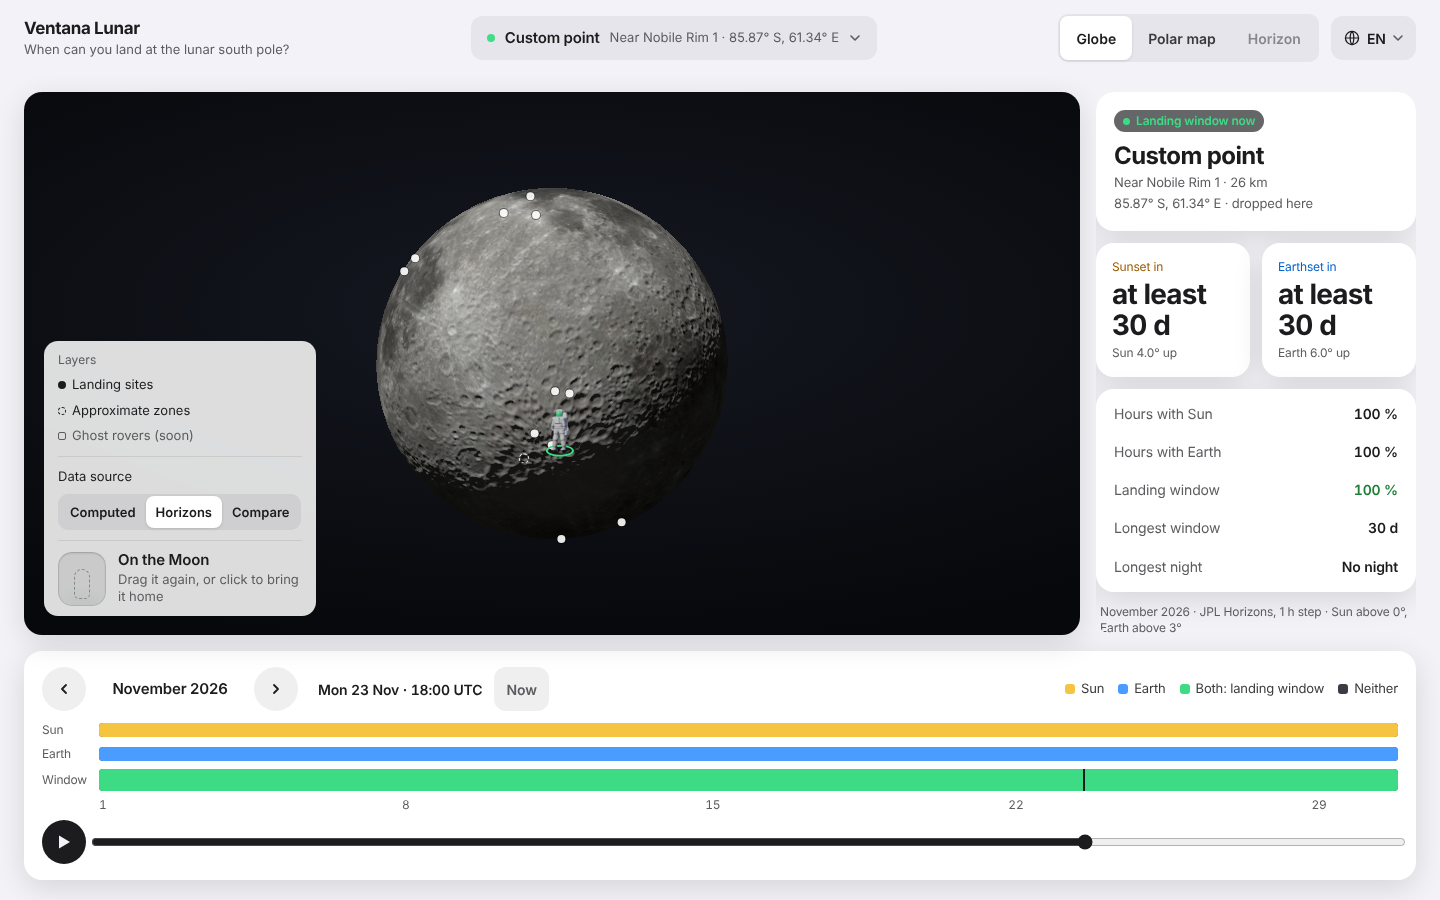 Ventana Lunar
When can you land at the lunar south pole?
Custom point Near Nobile Rim 1 · 85.87° S, 61.34° E
Globe Polar map Horizon
EN
Landing window now
Custom point
Near Nobile Rim 1 · 26 km
85.87° S, 61.34° E · dropped here
Sunset in
at least
30 d
Sun 4.0° up
Earthset in
at least
30 d
Earth 6.0° up
Layers
Landing sites
Approximate zones
Ghost rovers (soon)
Data source
Computed Horizons Compare
On the Moon
Drag it again, or click to bring
it home
Hours with Sun 100 %
Hours with Earth 100 %
Landing window 100 %
Longest window 30 d
Longest night No night
November 2026 · JPL Horizons, 1 h step · Sun above 0°,
Earth above 3°
November 2026 Mon 23 Nov · 18:00 UTC Now
Sun Earth Both: landing window Neither
Sun
Earth
Window
1 8 15 22 29